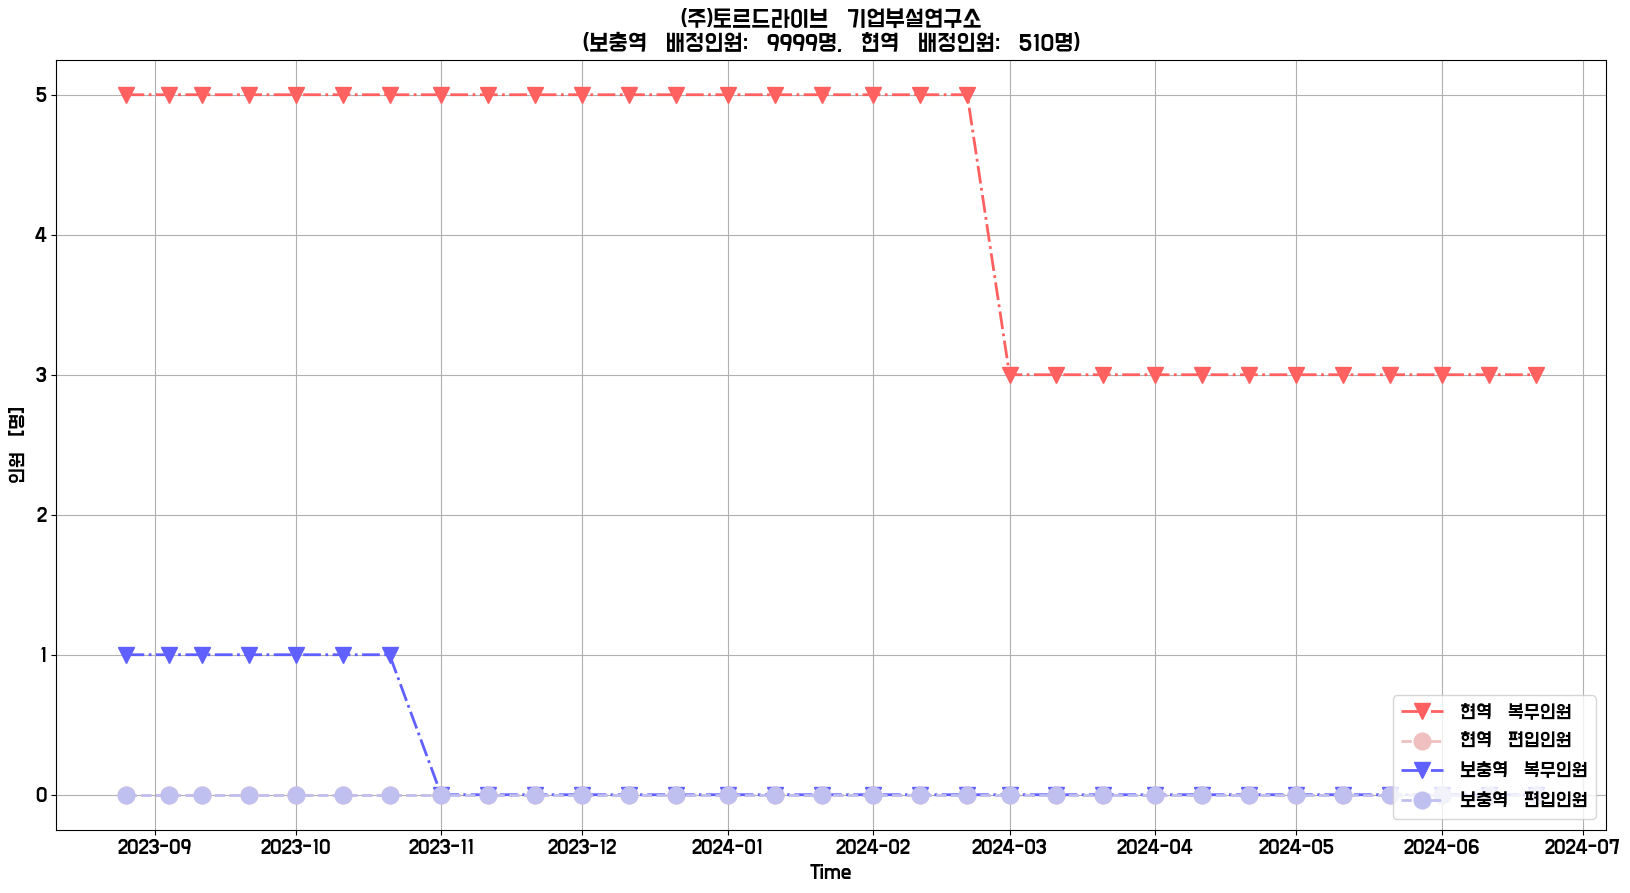 (주)토르드라이브 기업부설연구소
(보충역 배정인원: 9999명, 현역 배정인원: 510명)
5
4
3
2
1
0
인원 [명]
2023-09 2023-10 2023-11 2023-12 2024-01 2024-02 2024-03 2024-04 2024-05 2024-06 2024-07
Time
현역 복무인원
현역 편입인원
보충역 복무인원
보충역 편입인원